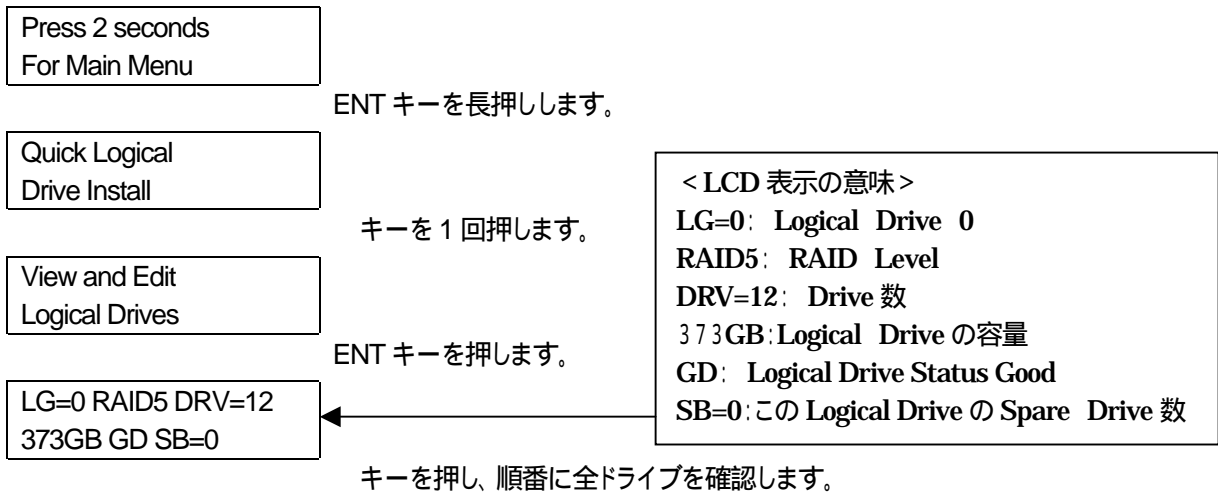 Press 2 seconds
For Main Menu
ENT キーを長押しします。
Quick Logical
Drive Install
キーを 1 回押します。
View and Edit
Logical Drives
ENT キーを押します。
LG=0 RAID5 DRV=12
373GB GD SB=0
キーを押し、順番に全ドライブを確認します。
<LCD 表示の意味>
LG=0: Logical Drive 0
RAID5: RAID Level
DRV=12: Drive 数
373GB:Logical Drive の容量
GD: Logical Drive Status Good
SB=0:この Logical Drive の Spare Drive 数